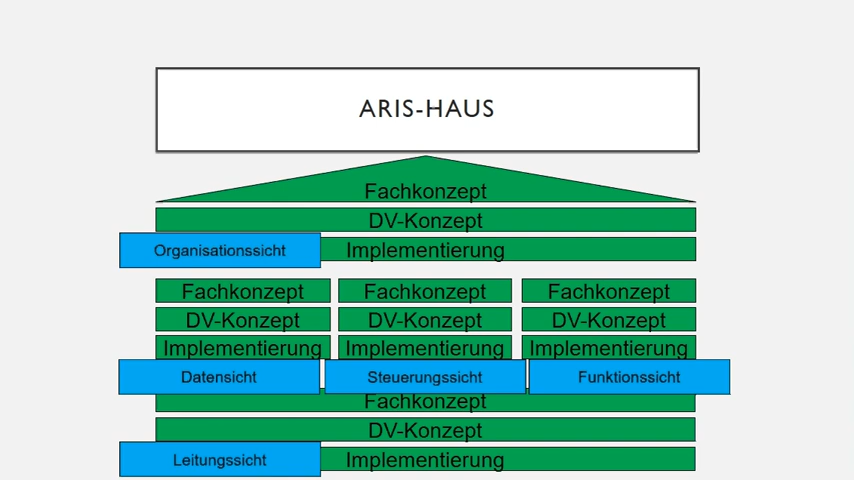 ARIS-HAUS
Fachkonzept
DV-Konzept
Organisationssicht Implementierung
Fachkonzept Fachkonzept Fachkonzept
DV-Konzept DV-Konzept DV-Konzept
Implementierung Implementierung Implementierung
Datensicht Steuerungssicht Funktionssicht
Fachkonzept
DV-Konzept
Leitungssicht Implementierung